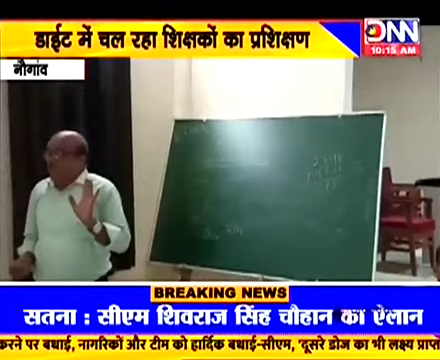 डाईट में चल रहा शिक्षकों का प्रशिक्षण
DNN
10:15 AM
नौगांव
BREAKING NEWS
सतना : सीएम शिवराज सिंह चौहान का ऐलान
करने पर बधाई, नागरिकों और टीम को हार्दिक बधाई-सीएम, 'दूसरे डोज का भी लक्ष्य प्राप्त